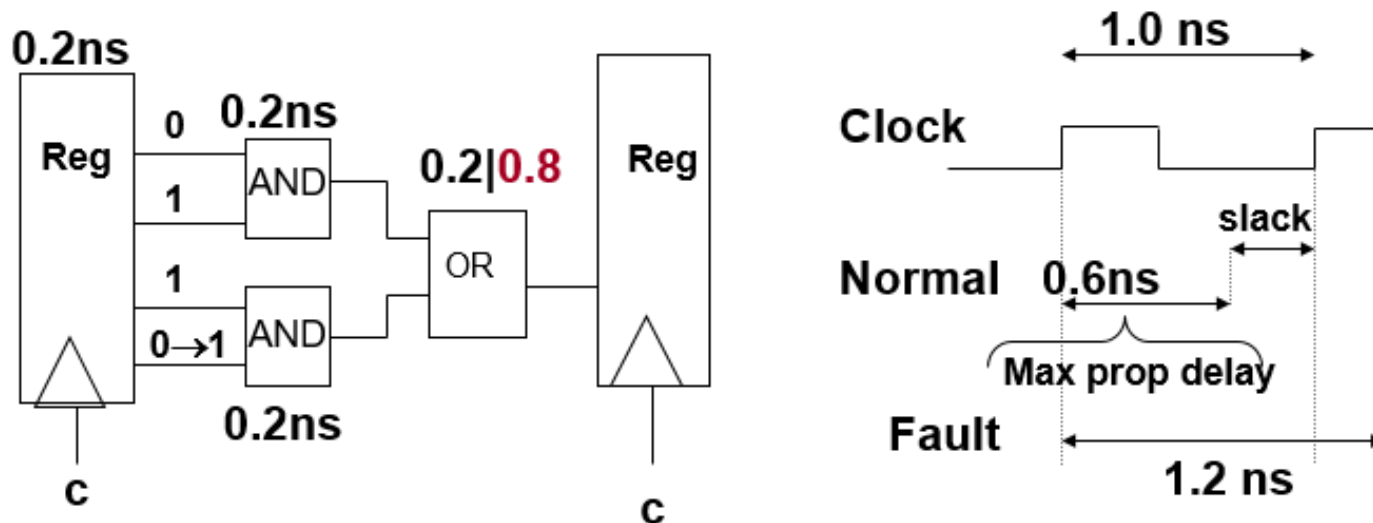 0.2ns
Reg
0
1
1
0→1
0.2ns
AND
AND
0.2ns
0.2|0.8
OR
Reg
c
c
1.0 ns
Clock
slack
Normal
0.6ns
Max prop delay
Fault
1.2 ns